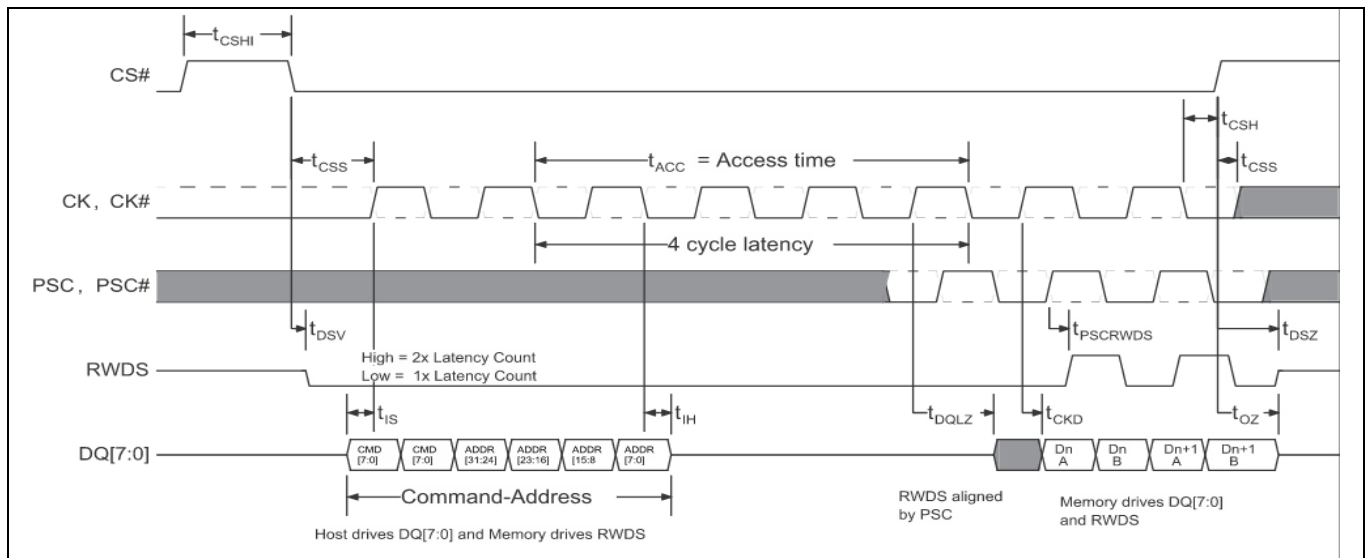 tCSHI
CS#
tCSH
tCSS
tACC = Access time
tCSS
CK, CK#
4 cycle latency
PSC, PSC#
tDSV
tPSCRWDS
tDSZ
High = 2x Latency Count
RWDS
Low = 1x Latency Count
tIS
tIH
tDQLZ
tCKD
tOZ
DQ[7:0]
CMD [7:0]
CMD [7:0]
ADDR [31:24]
ADDR [23:16]
ADDR [15:8
ADDR [7:0]
Dn A
Dn B
Dn+1 A
Dn+1 B
Command-Address
RWDS aligned
by PSC
Memory drives DQ[7:0]
and RWDS
Host drives DQ[7:0] and Memory drives RWDS